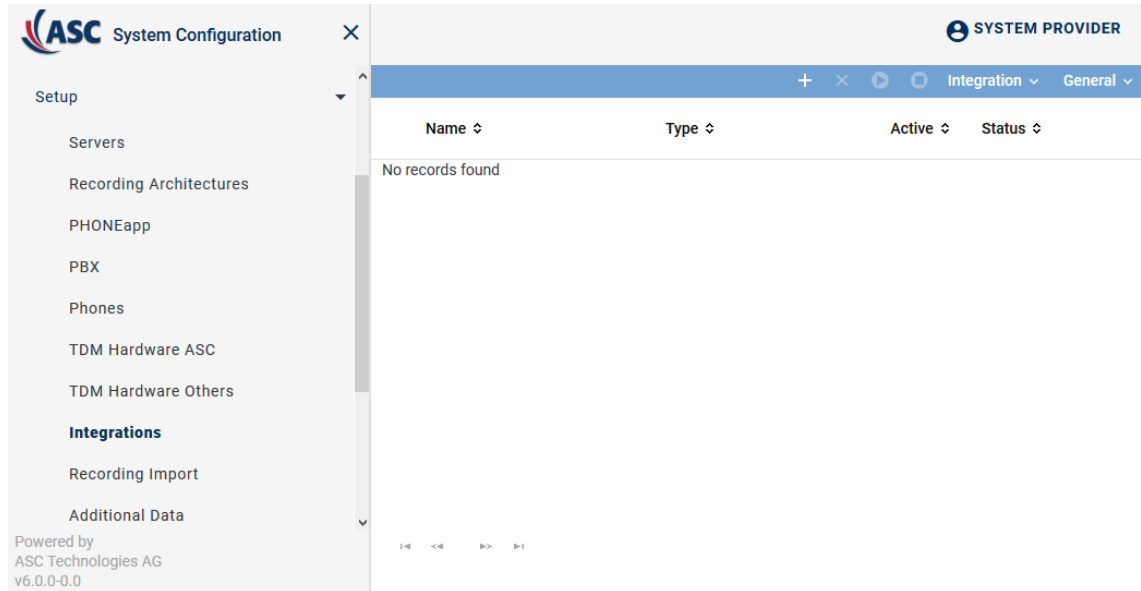 ASC System Configuration
SYSTEM PROVIDER
Integration General
Setup
Servers
Recording Architectures
PHONEapp
PBX
Phones
TDM Hardware ASC
TDM Hardware Others
Integrations
Recording Import
Additional Data
Powered by
ASC Technologies AG
v6.0.0-0.0
Name Type Active Status
No records found